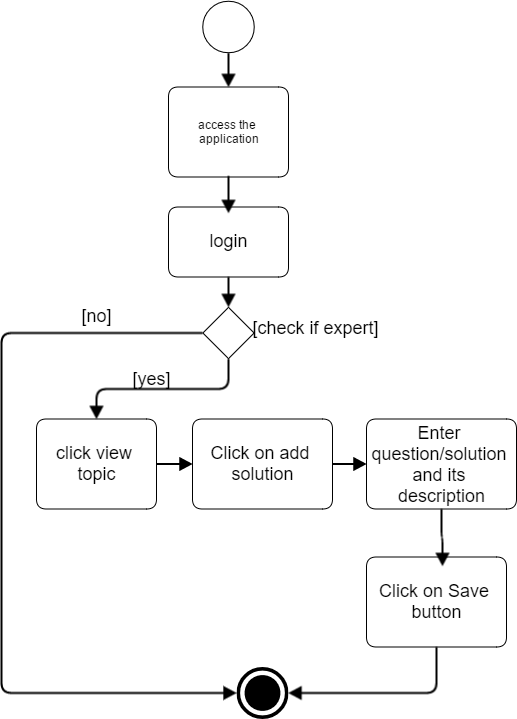 access the
application
login
[no]
[check if expert]
[yes]
click view
topic
Click on add
solution
Enter
question/solution
and its
description
Click on Save
button